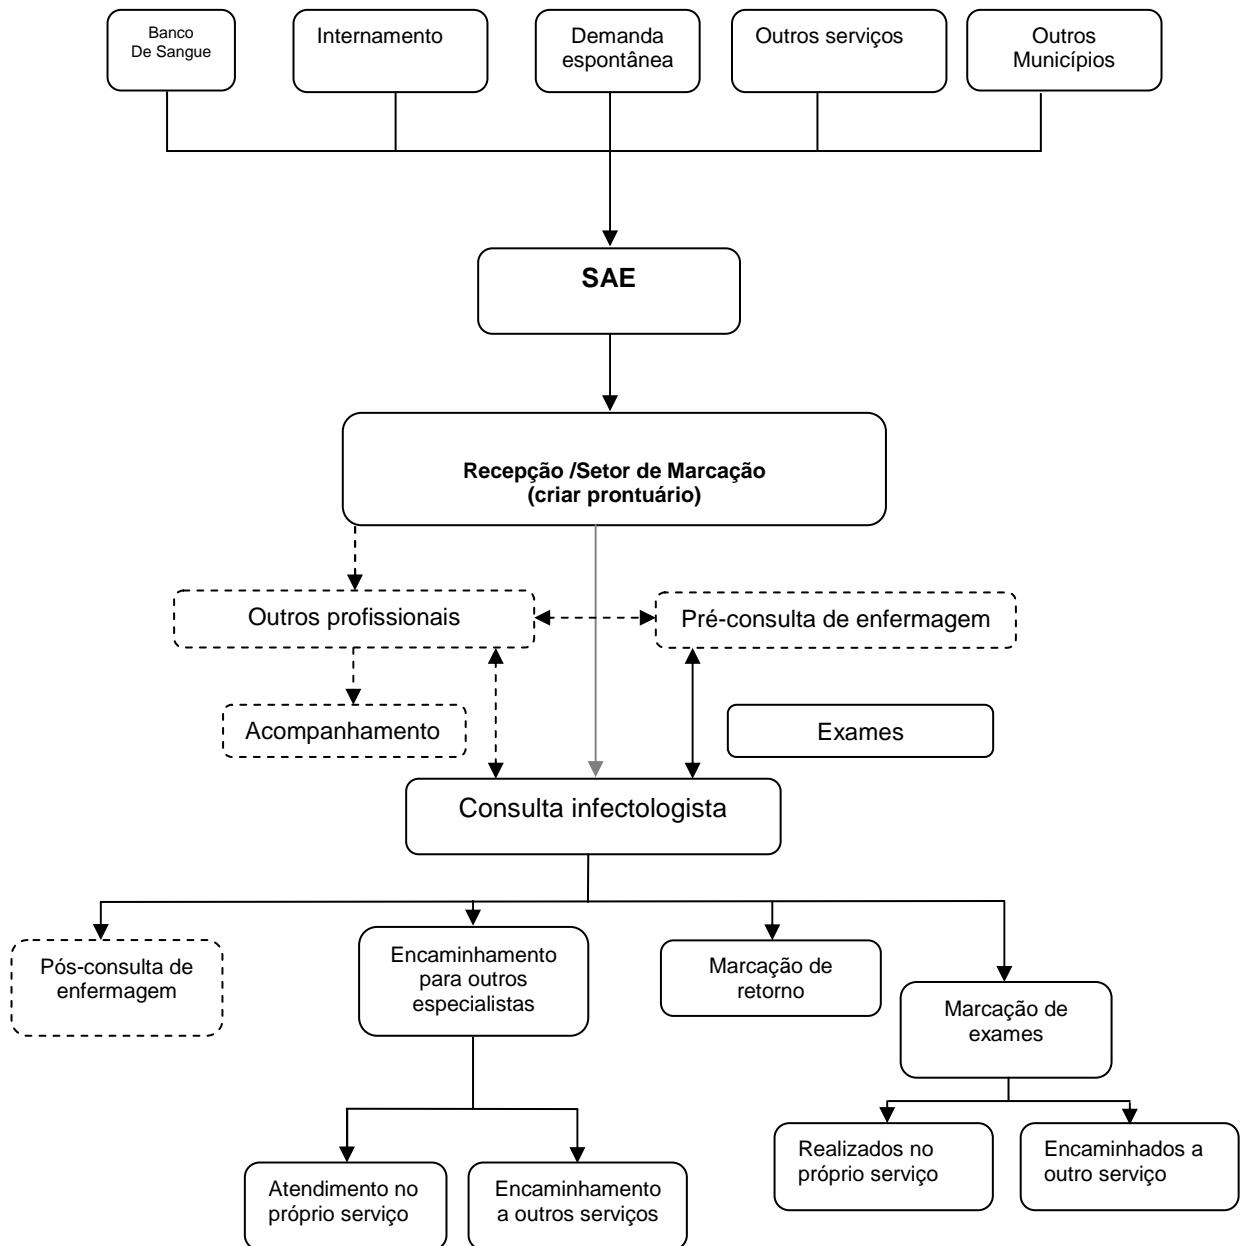 Banco
De Sangue
Internamento
Demanda
espontânea
Outros serviços
Outros
Municípios
SAE
Recepção /Setor de Marcação
(criar prontuário)
Outros profissionais
Pré-consulta de enfermagem
Acompanhamento
Exames
Consulta infectologista
Pós-consulta de
enfermagem
Encaminhamento
para outros
especialistas
Marcação de
retorno
Marcação de
exames
Atendimento no
próprio serviço
Encaminhamento
a outros serviços
Realizados no
próprio serviço
Encaminhados a
outro serviço